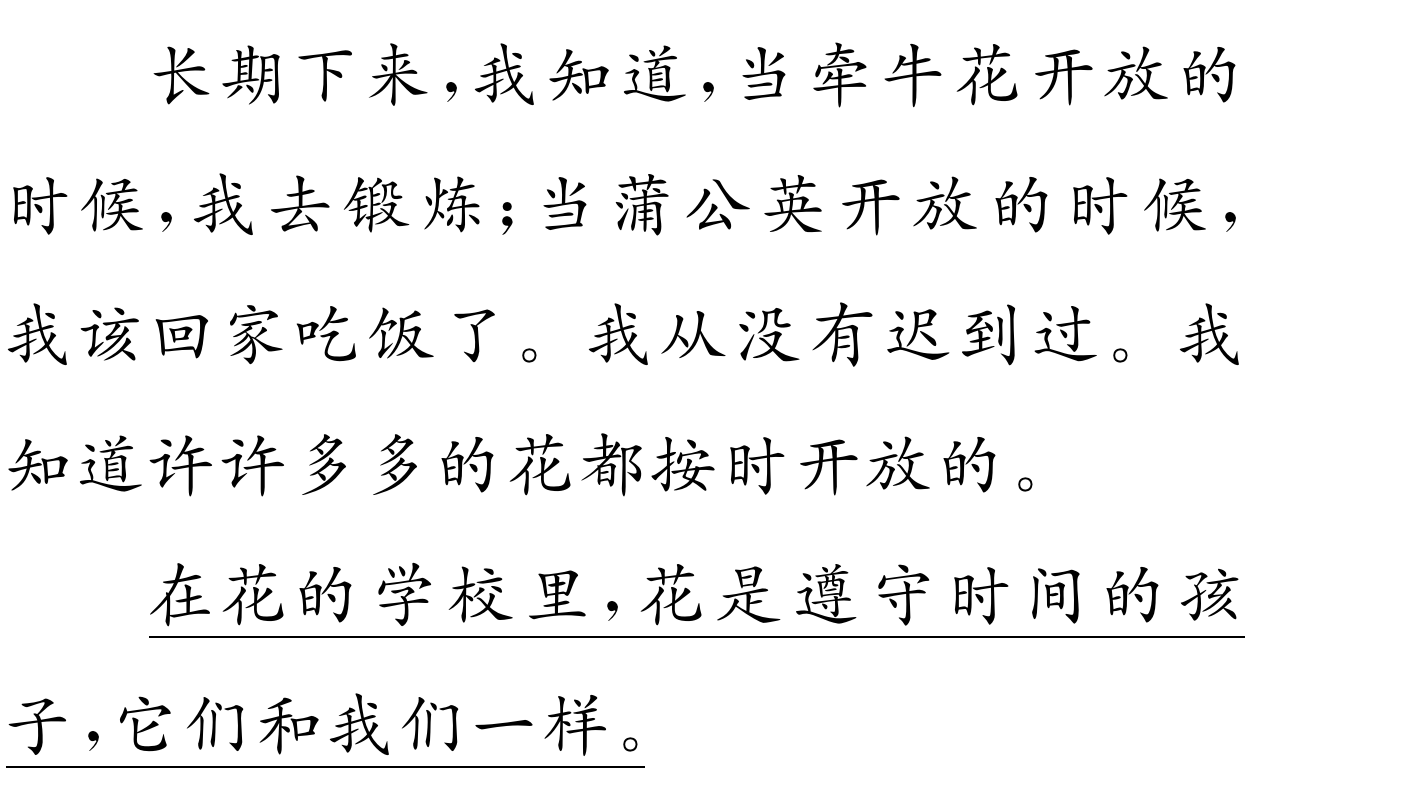 长期下来,我知道,当牵牛花开放的
时候,我去锻炼;当蒲公英开放的时候,
我该回家吃饭了。我从没有迟到过。我
知道许许多多的花都按时开放的。
在花的学校里,花是遵守时间的孩
子,它们和我们一样。